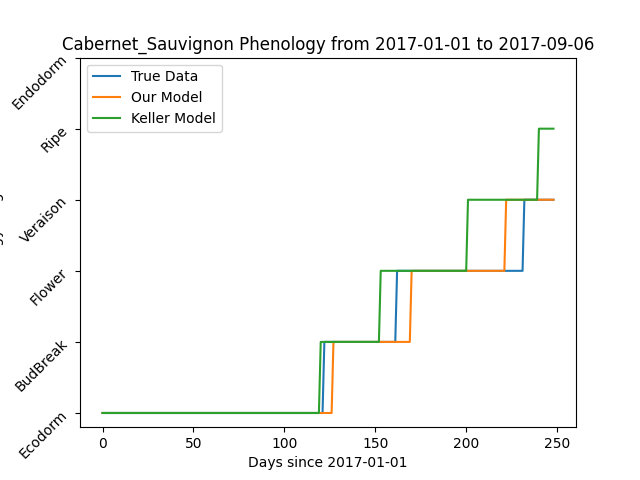 Cabernet_Sauvignon Phenology from 2017-01-01 to 2017-09-06
True Data
Our Model
Keller Model
Endodorm
Ripe
Veraison
Flower
BudBreak
Ecodorm
0 50 100 150 200 250
Days since 2017-01-01